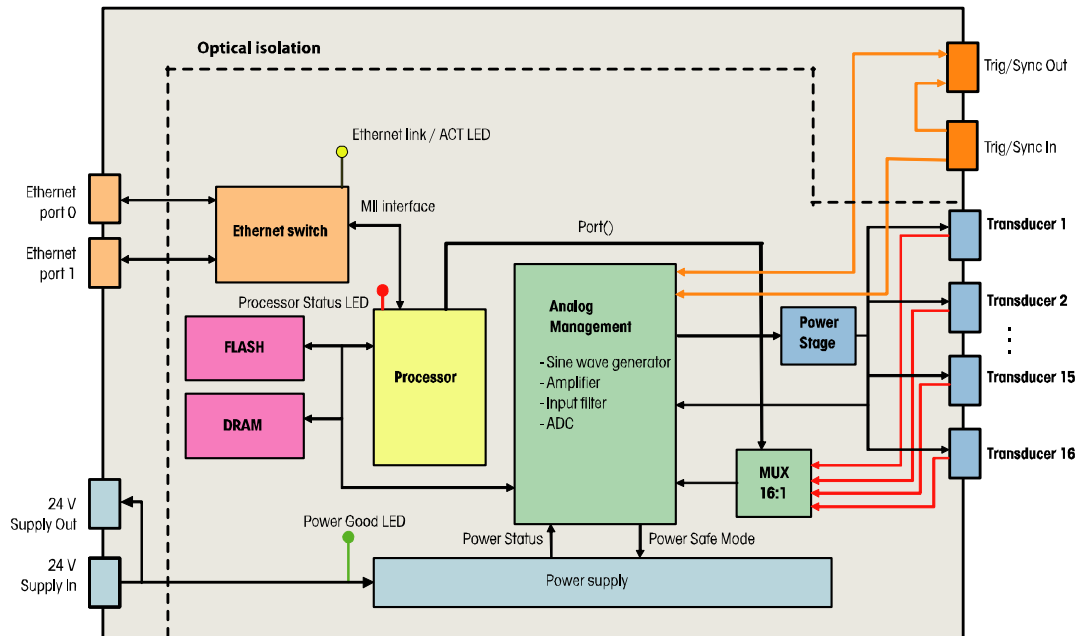 Optical isolation
Trig/Sync Out
Trig/Sync In
Ethernet link / ACT LED
Ethernet
port 0
Ethernet
port 1
Ethernet switch
MII interface
Port()
Transducer 1
Transducer 2
Transducer 15
Transducer 16
Processor Status LED
FLASH
DRAM
Processor
Analog
Management
- Sine wave generator
- Amplifier
- Input filter
- ADC
Power
Stage
MUX
16:1
24 V
Supply Out
24 V
Supply In
Power Good LED
Power Status
Power Safe Mode
Power supply